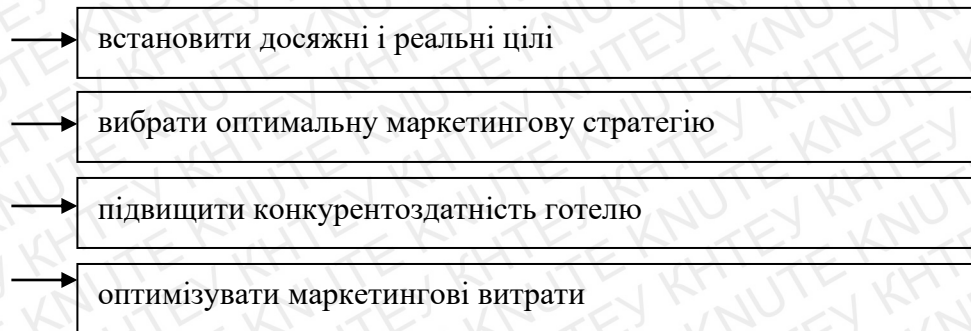 встановити досяжні і реальні цілі
вибрати оптимальну маркетингову стратегію
підвищити конкурентоздатність готелю
оптимізувати маркетингові витрати